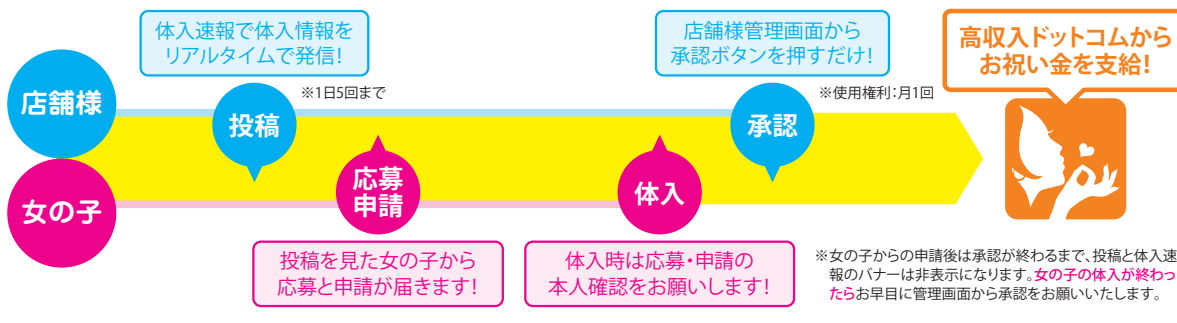 体入速報で体入情報を
リアルタイムで発信!
店舗様管理画面から
承認ボタンを押すだけ!
高収入ドットコムから
お祝い金を支給!
店舗様
※1日5回まで
※使用権利:月1回
投稿
承認
女の子
応募
申請
体入
投稿を見た女の子から
応募と申請が届きます!
体入時は応募・申請の
本人確認をお願いします!
※女の子からの申請後は承認が終わるまで、投稿と体入速
報のバナーは非表示になります。女の子の体入が終わっ
たらお早目に管理画面から承認をお願いいたします。